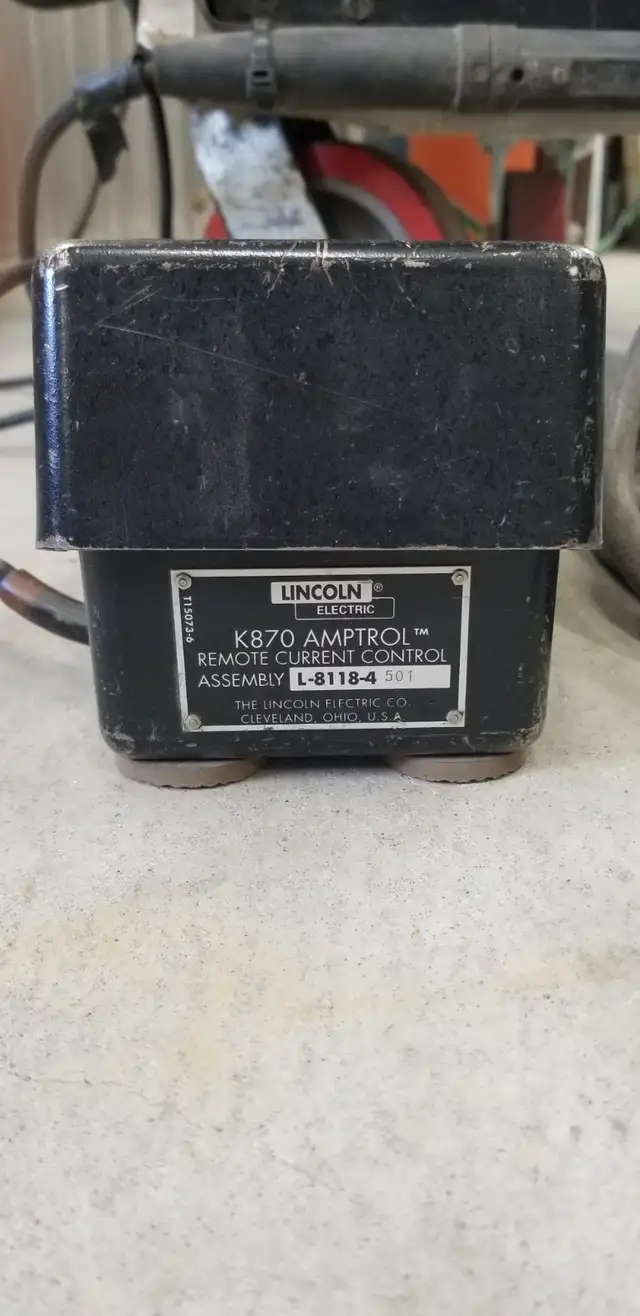 LINCOLN ®
ELECTRIC
T15073-6
K870 AMPTROL™
REMOTE CURRENT CONTROL
ASSEMBLY L-8118-4 501
THE LINCOLN ELECTRIC CO.
CLEVELAND, OHIO, U.S.A.